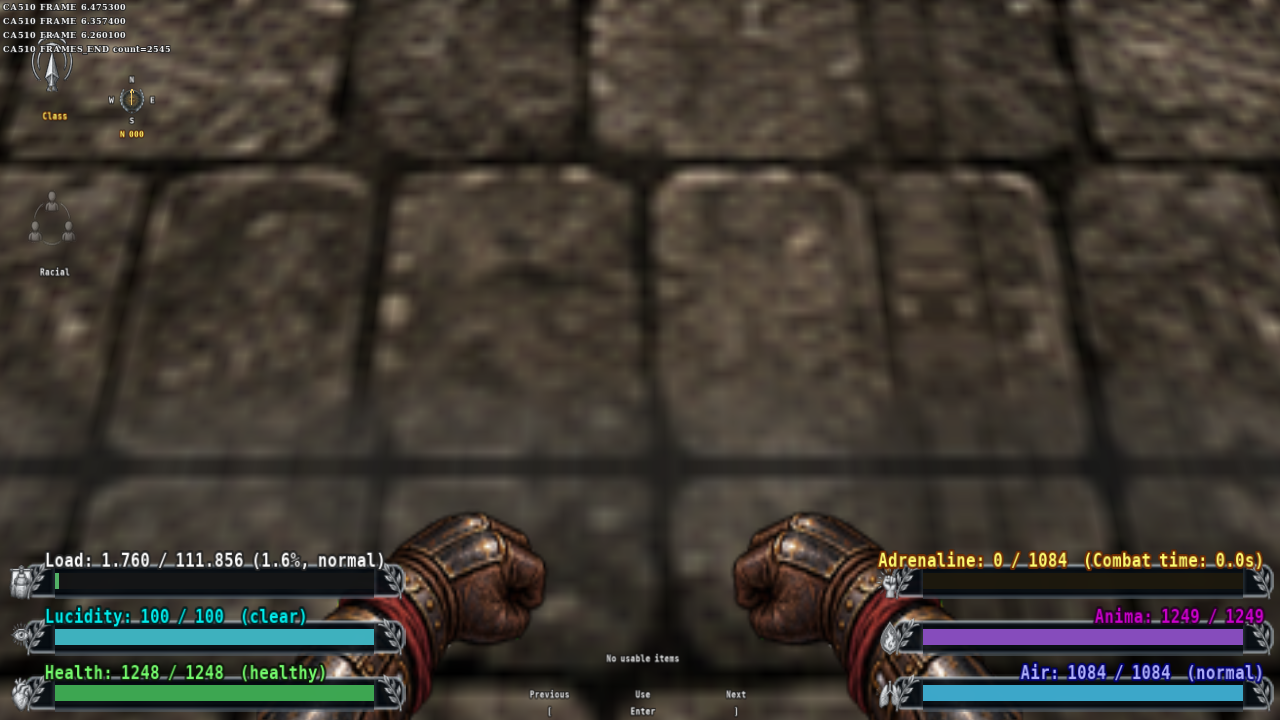 CA510 FRAME 6.475300
CA510 FRAME 6.357400
CA510 FRAME 6.260100
CA510 FRAMES_END count=2545
Class
N
W E
S
N 000
Racial
Load: 1.760 / 111.856 (1.6%, normal)
Lucidity: 100 / 100 (clear)
Health: 1248 / 1248 (healthy)
Adrenaline: 0 / 1084 (Combat time: 0.0s)
Anima: 1249 / 1249
Air: 1084 / 1084 (normal)
No usable items
Previous Use Next
| Enter ]